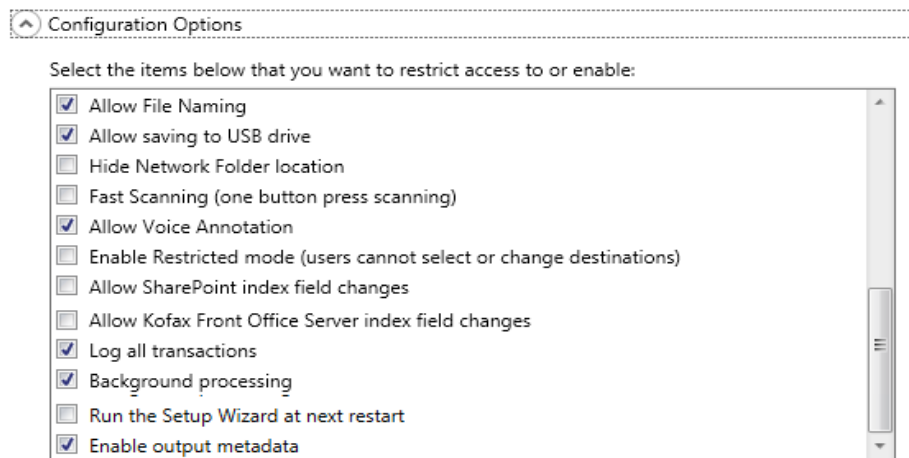 Configuration Options
Select the items below that you want to restrict access to or enable:
Allow File Naming
Allow saving to USB drive
Hide Network Folder location
Fast Scanning (one button press scanning)
Allow Voice Annotation
Enable Restricted mode (users cannot select or change destinations)
Allow SharePoint index field changes
Allow Kofax Front Office Server index field changes
Log all transactions
Background processing
Run the Setup Wizard at next restart
Enable output metadata